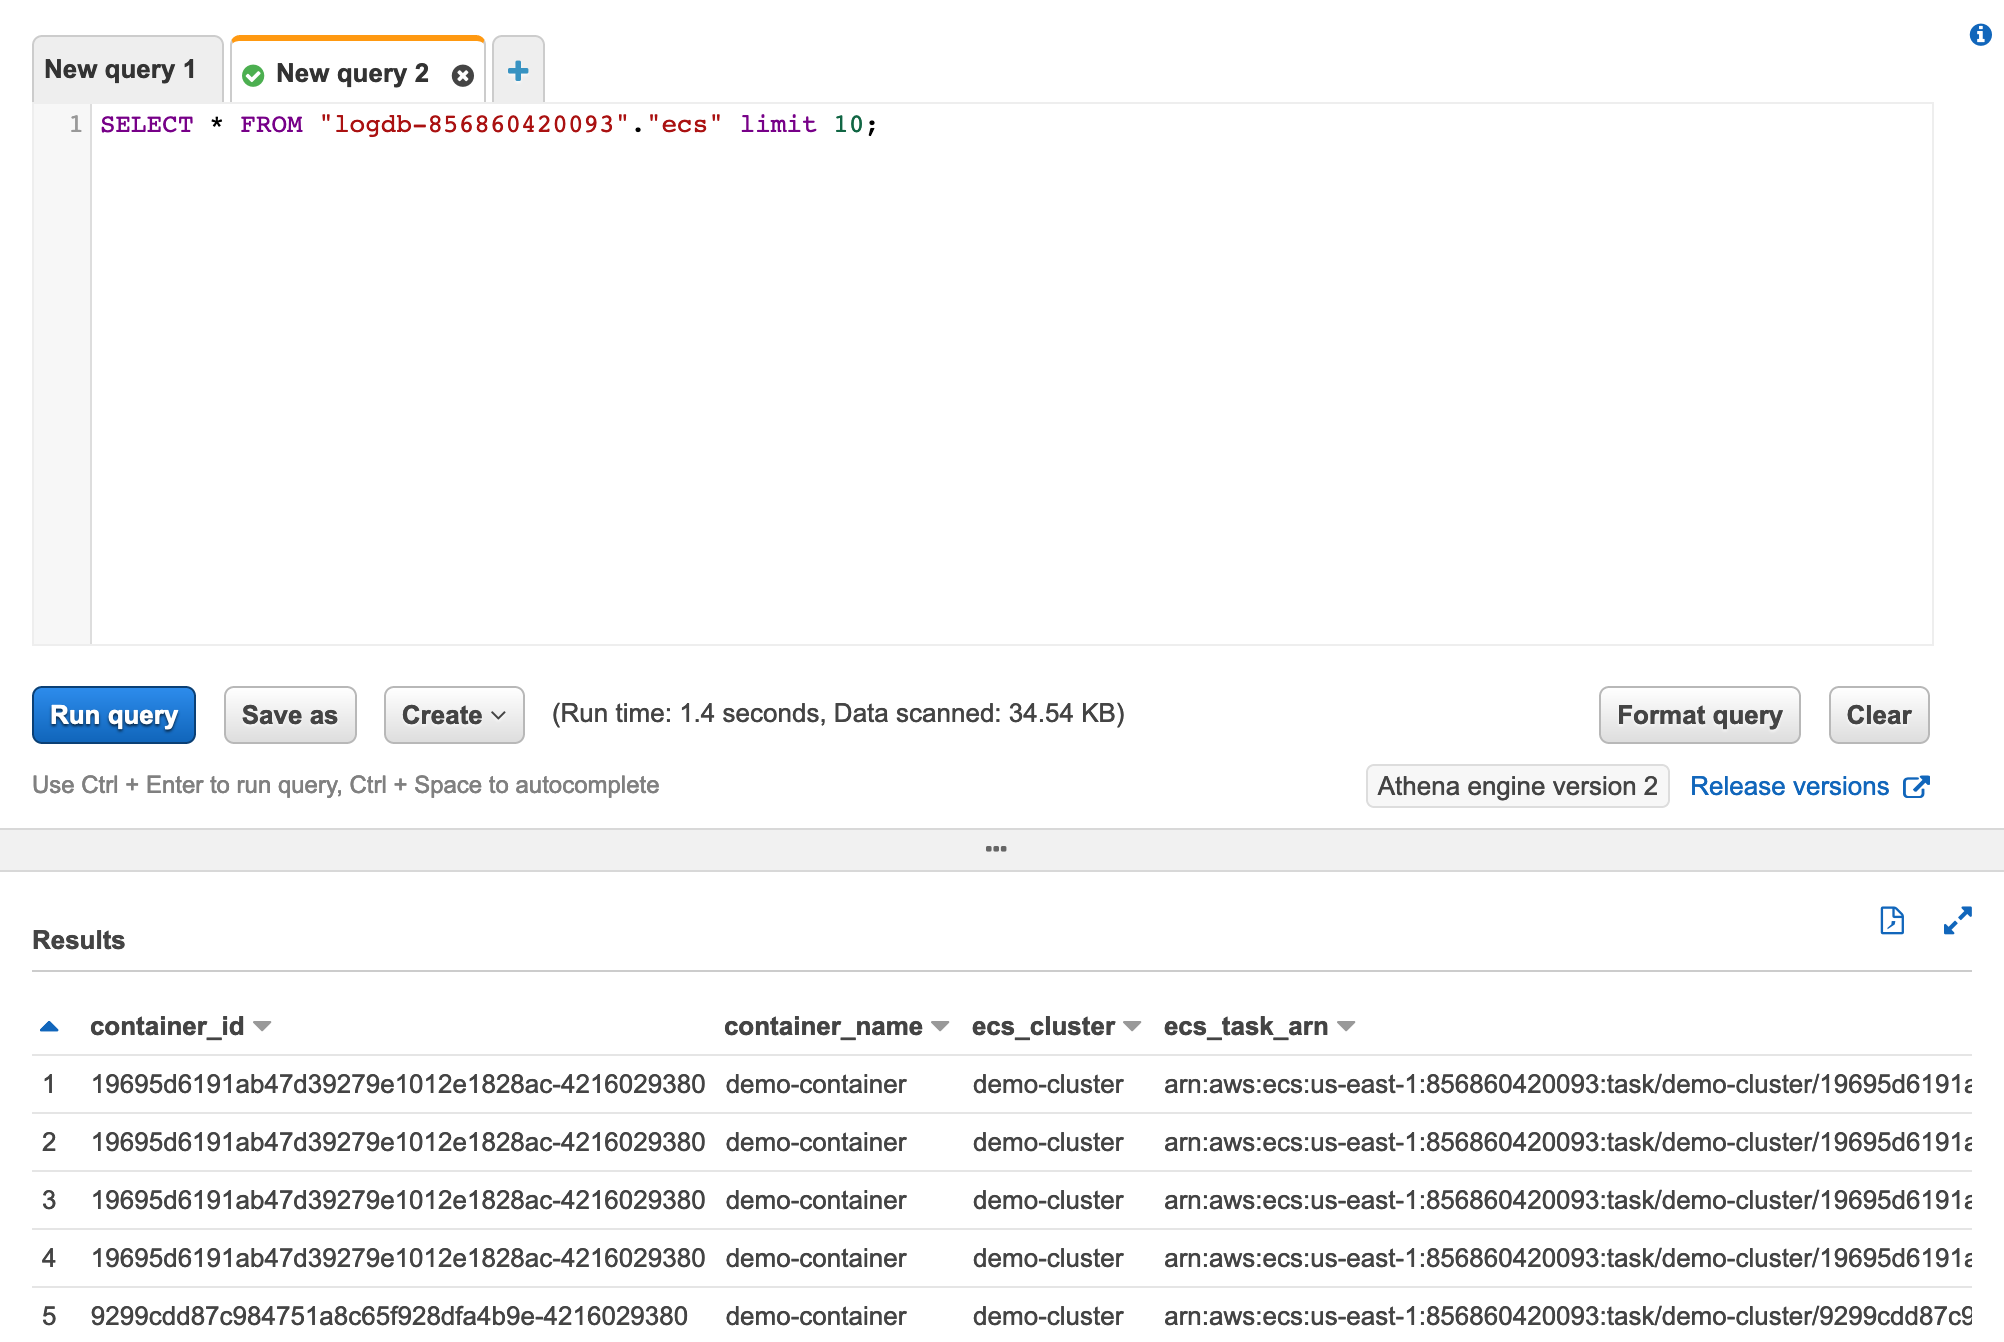 New query 1
New query 2
1 SELECT * FROM "logdb-856860420093"."ecs" limit 10;
Run query Save as Create (Run time: 1.4 seconds, Data scanned: 34.54 KB) Format query Clear
Use Ctrl + Enter to run query, Ctrl + Space to autocomplete Athena engine version 2 Release versions
Results
container_id container_name ecs_cluster ecs_task_arn
1 19695d6191ab47d39279e1012e1828ac-4216029380 demo-container demo-cluster arn:aws:ecs:us-east-1:856860420093:task/demo-cluster/19695d6191a
2 19695d6191ab47d39279e1012e1828ac-4216029380 demo-container demo-cluster arn:aws:ecs:us-east-1:856860420093:task/demo-cluster/19695d6191a
3 19695d6191ab47d39279e1012e1828ac-4216029380 demo-container demo-cluster arn:aws:ecs:us-east-1:856860420093:task/demo-cluster/19695d6191a
4 19695d6191ab47d39279e1012e1828ac-4216029380 demo-container demo-cluster arn:aws:ecs:us-east-1:856860420093:task/demo-cluster/19695d6191a
5 9299cdd87c984751a8c65f928dfa4b9e-4216029380 demo-container demo-cluster arn:aws:ecs:us-east-1:856860420093:task/demo-cluster/9299cdd87c9